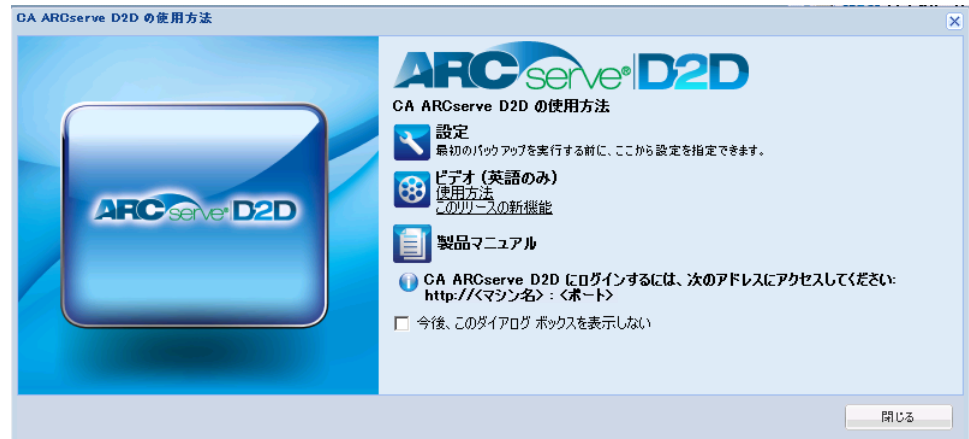 CA ARCserve D2D の使用方法
ARCserve® D2D
CA ARCserve D2D の使用方法
設定
最初のバックアップを実行する前に、ここから設定を指定できます。
ビデオ (英語のみ)
使用方法
このリリースの新機能
ARCserve® D2D
製品マニュアル
CA ARCserve D2D にログインするには、次のアドレスにアクセスしてください:
http://<マシン名> : <ポート>
今後、このダイアログ ボックスを表示しない
閉じる